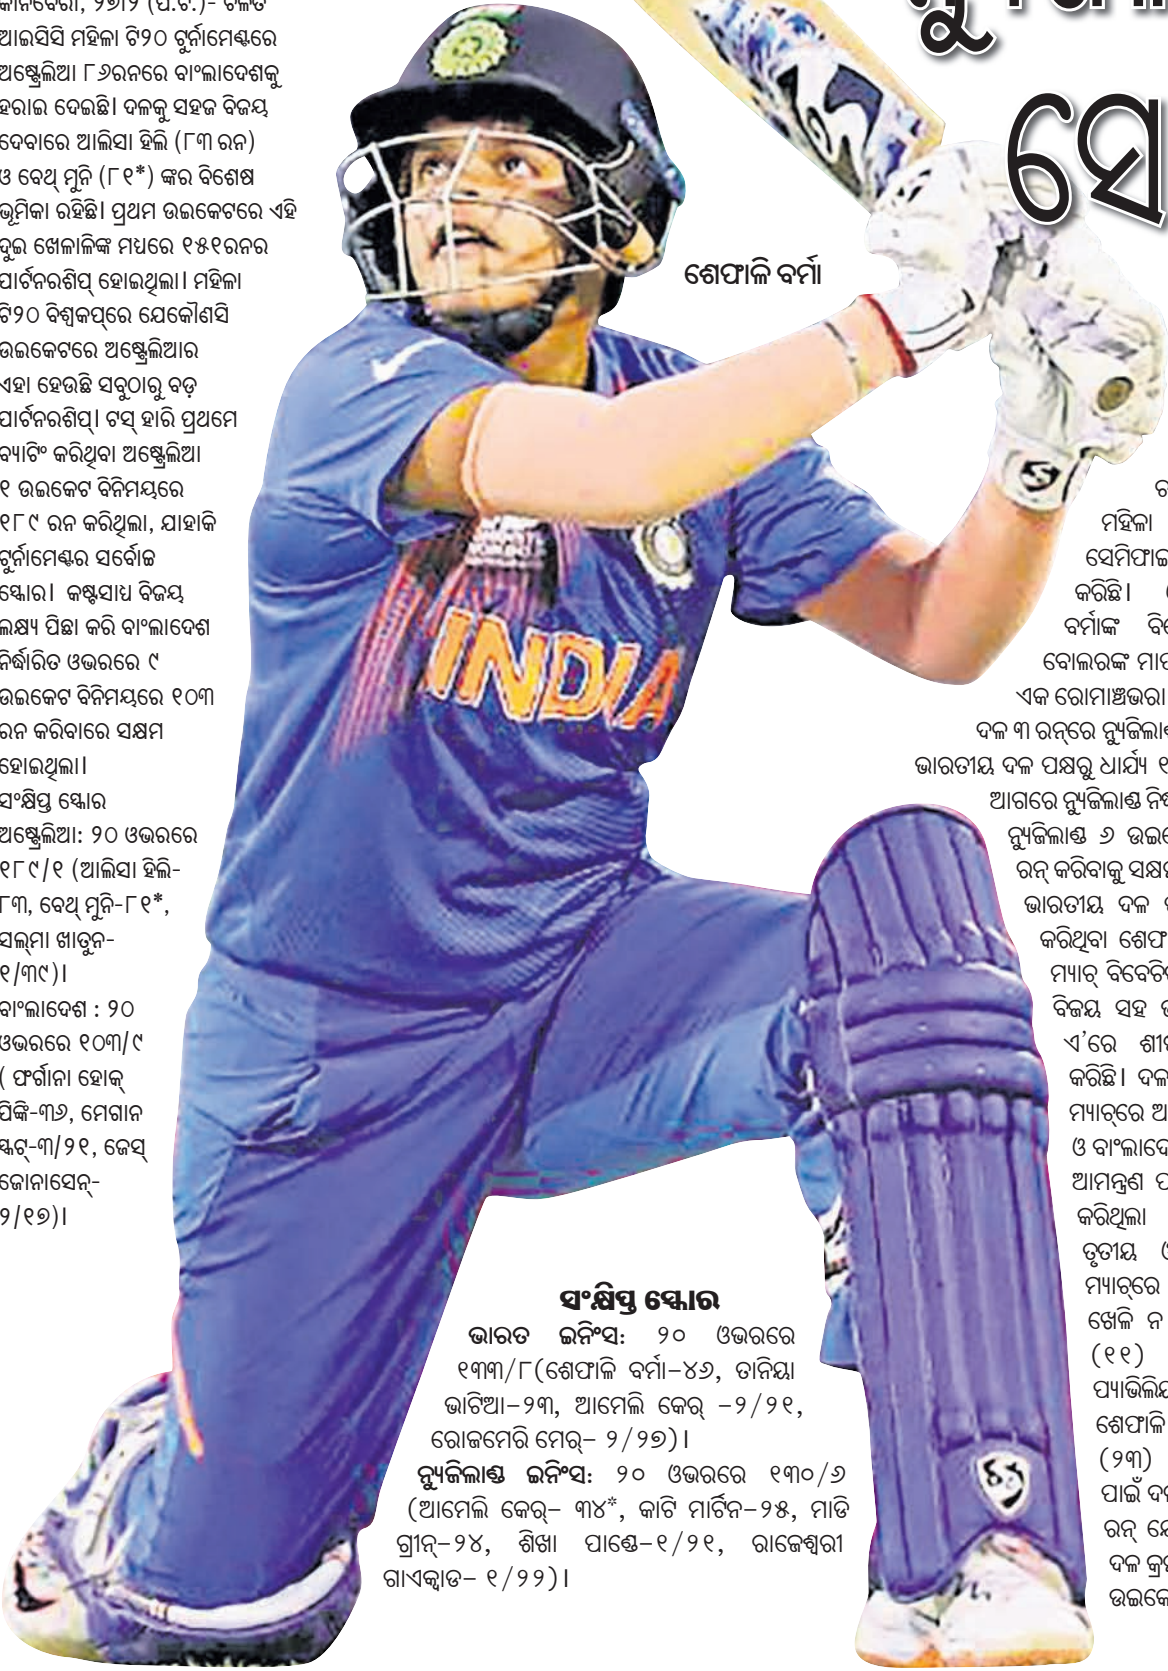 କାନବେରା, ୨୭।୨ (ପ.ଟ.)- ଚଳିତ
ଆଇସିସି ମହିଳା ଟି୨୦ ଟୁର୍ନାମେଣ୍ଟରେ
ଅଷ୍ଟ୍ରେଲିଆ ୮୬ରନରେ ବାଂଲାଦେଶକୁ
ହରାଇ ଦେଇଛି। ଦଳକୁ ସହଜ ବିଜୟ
ଦେବାରେ ଆଲିସା ହିଲି (୮୩ ରନ)
ଓ ବେଥ୍ ମୁନି (୮୧*) ଙ୍କର ବିଶେଷ
ଭୂମିକା ରହିଛି। ପ୍ରଥମ ଉଇକେଟରେ ଏହି
ଦୁଇ ଖେଳାଳିଙ୍କ ମଧ୍ୟରେ ୧୫୧ରନର
ପାର୍ଟନରଶିପ୍ ହୋଇଥିଲା। ମହିଳା
ଟି୨୦ ବିଶ୍ୱକପ୍‌ରେ ଯେକୌଣସି
ଉଇକେଟରେ ଅଷ୍ଟ୍ରେଲିଆର
ଏହା ହେଉଛି ସବୁଠାରୁ ବଡ଼
ପାର୍ଟନରଶିପ୍। ଟସ୍ ହାରି ପ୍ରଥମେ
ବ୍ୟାଟିଂ କରିଥିବା ଅଷ୍ଟ୍ରେଲିଆ
୧ ଉଇକେଟ ବିନିମୟରେ
୧୮୯ ରନ କରିଥିଲା, ଯାହାକି
ଟୁର୍ନାମେଣ୍ଟର ସର୍ବୋଚ୍ଚ
ସ୍କୋର। କଷ୍ଟସାଧ ବିଜୟ
ଲକ୍ଷ୍ୟ ପିଛା କରି ବାଂଲାଦେଶ
ନିର୍ଦ୍ଧାରିତ ଓଭରରେ ୯
ଉଇକେଟ ବିନିମୟରେ ୧୦୩
ରନ କରିବାରେ ସକ୍ଷମ
ହୋଇଥିଲା।
ସଂକ୍ଷିପ୍ତ ସ୍କୋର
ଅଷ୍ଟ୍ରେଲିଆ: ୨୦ ଓଭରରେ
୧୮୯/୧ (ଆଲିସା ହିଲି-
୮୩, ବେଥ୍ ମୁନି-୮୧*,
ସଲ୍‌ମା ଖାତୁନ-
୧/୩୯)।
ବାଂଲାଦେଶ : ୨୦
ଓଭରରେ ୧୦୩/୯
( ଫର୍ଗାନା ହୋକ୍
ପିଙ୍କି-୩୬, ମେଗାନ
ସ୍କଟ୍-୩/୨୧, ଜେସ୍
ଜୋନାସେନ୍-
୨/୧୭)।
ଶେଫାଳି ବର୍ମା
INDIA
ସଂକ୍ଷିପ୍ତ ସ୍କୋର
ଭାରତ ଇନିଂସ: ୨୦ ଓଭରରେ
୧୩୩/୮(ଶେଫାଳି ବର୍ମା-୪୬, ତାନିୟା
ଭାଟିଆ-୨୩, ଆମେଲି କେର୍ -୨/୨୧,
ରୋଜମେରି ମେର୍- ୨/୨୭)।
ନ୍ୟୁଜିଲାଣ୍ଡ ଇନିଂସ: ୨୦ ଓଭରରେ ୧୩୦/୬
(ଆମେଲି କେର୍- ୩୪*, କାଟି ମାର୍ଟିନ-୨୫, ମାଡି
ଗ୍ରୀନ୍-୨୪, ଶିଖା ପାଣ୍ଡେ-୧/୨୧, ରାଜେଶ୍ୱରୀ
ଗାଏକ୍ୱାଡ- ୧/୨୨)।
ସେ
ମହିଳା
କରିଛି।
ବର୍ମାଙ୍କ
ବୋଲରଙ୍କ
ଏକ ରୋମାଞ୍ଚଭରା
ଦଳ ୩ ରନ୍‌ରେ
ଭାରତୀୟ ଦଳ ପକ୍ଷରୁ ଧାର୍ଯ୍ୟ
ଆଗରେ ନ୍ୟୁଜିଲାଣ୍ଡ
ନ୍ୟୁଜିଲାଣ୍ଡ ୬
ରନ୍ କରିବାକୁ
ଭାରତୀୟ ଦଳ
କରିଥିବା
ମ୍ୟାଚ୍
ବିଜୟ ସହ
ଏ'ରେ
କରିଛି।
ମ୍ୟାଚ୍‌ରେ
ଓ
ଆମନ୍ତ୍ରଣ
କରିଥିଲା
ତୃତୀୟ
ମ୍ୟାଚ୍‌ରେ
ଖେଳି ନ
(୧୧)
ଶେଫାଳି
(୨୩)
ପାଇଁ
ରନ୍
ଦଳ